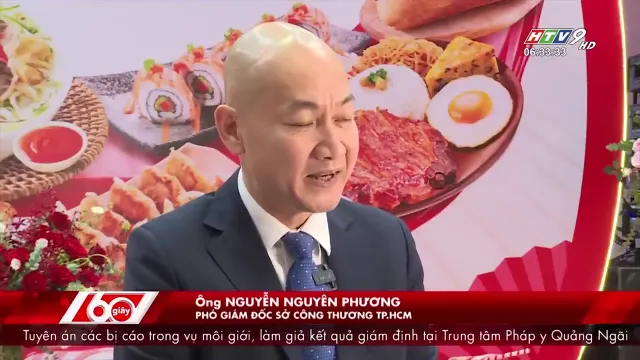 HTV9 HD
06:33:33
60 giây
Ông NGUYỄN NGUYÊN PHƯƠNG
PHÓ GIÁM ĐỐC SỞ CÔNG THƯƠNG TP.HCM
Tuyên án các bị cáo trong vụ môi giới, làm giả kết quả giám định tại Trung tâm Pháp y Quảng Ngãi